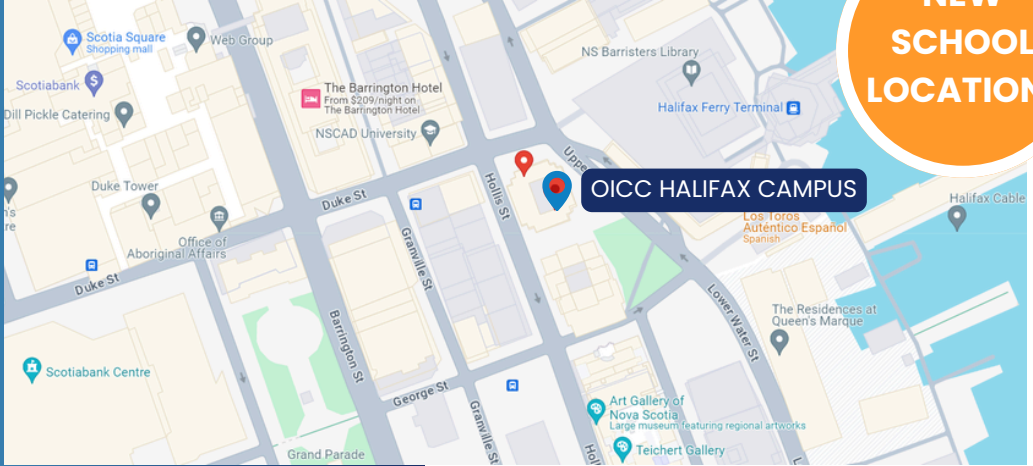 NEW
SCHOOL
LOCATION
Scotia Square
Shopping mall
Web Group
NS Barristers Library
Scotiabank
The Barrington Hotel
From $209/night on
The Barrington Hotel
Halifax Ferry Terminal
Dill Pickle Catering
NSCAD University
Uppe
OICC HALIFAX CAMPUS
Duke Tower
Duke St
Hollis St
Halifax Cable
n's
re
Los Toros
Auténtico Español
Spanish
Office of
Aboriginal Affairs
Granville St
Duke St
Lower Water St
The Residences at
Queen's Marque
Barrington St
Scotiabank Centre
George St
Art Gallery of
Nova Scotia
Large museum featuring regional artworks
Granville St
Hol
Teichert Gallery
Grand Parade
L